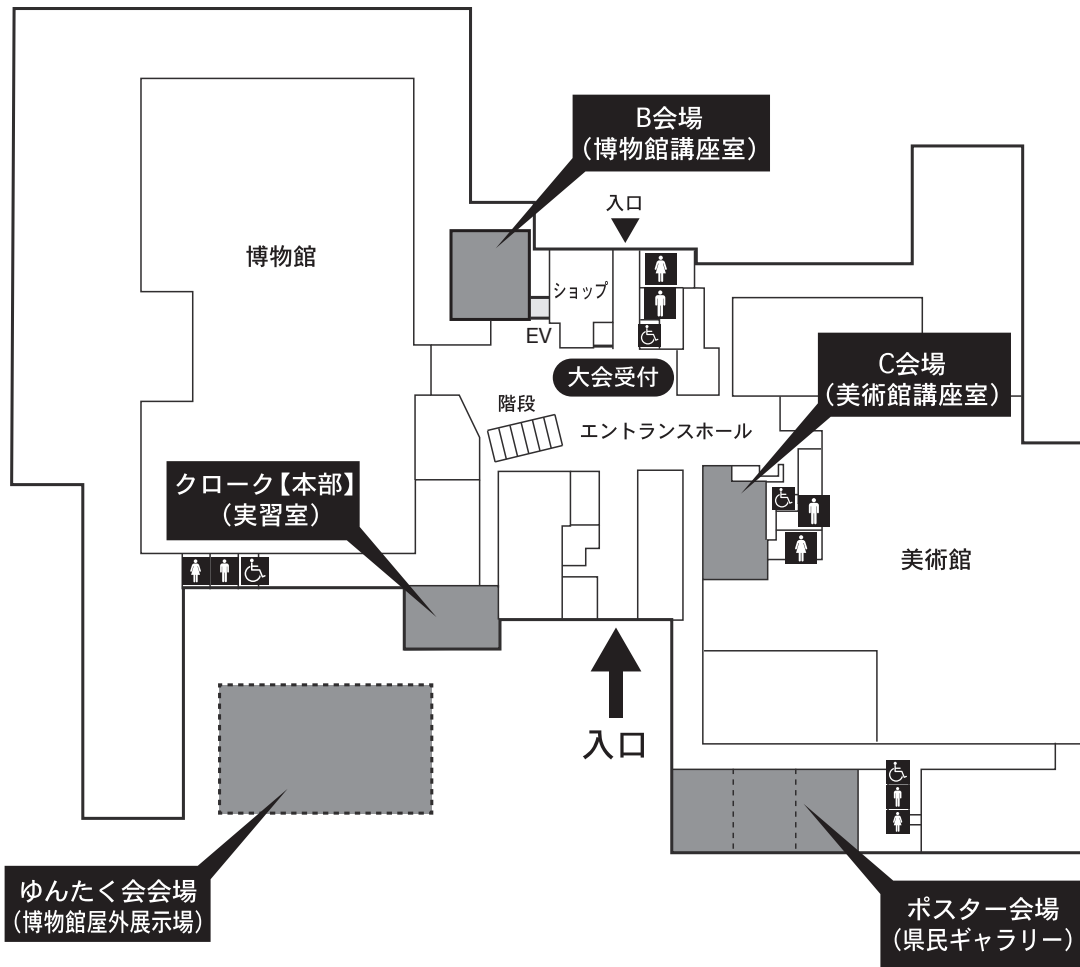 B会場
（博物館講座室）
入口
博物館
ショップ
EV
大会受付
C会場
（美術館講座室）
階段
エントランスホール
クローク【本部】
（実習室）
美術館
入口
ゆんたく会会場
（博物館屋外展示場）
ポスター会場
（県民ギャラリー）